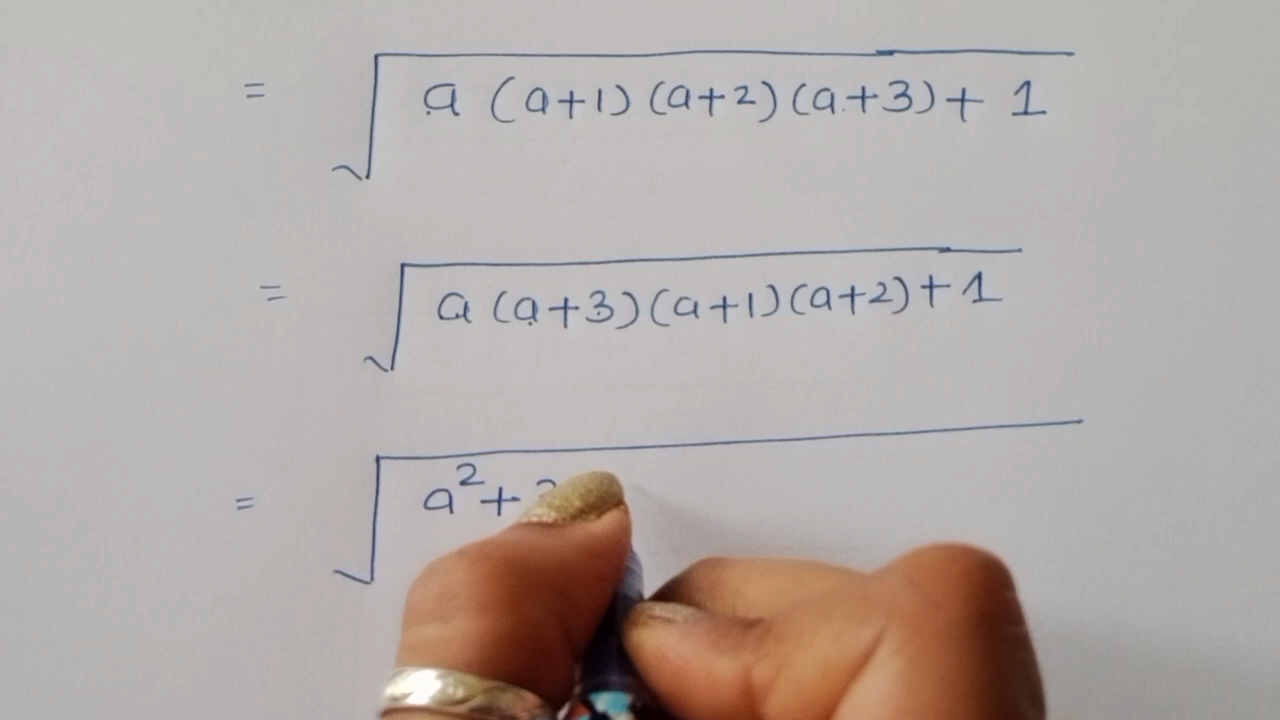 = √a (a+1) (a+2) (a+3) + 1
= √a (a+3) (a+1) (a+2) + 1
= √a² +